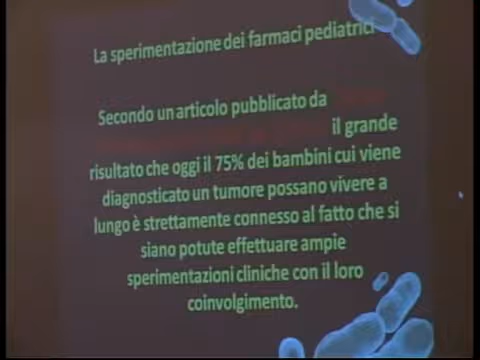 La sperimentazione dei farmaci pediatrici
Secondo un articolo pubblicato da
il grande
risultato che oggi il 75% dei bambini cui viene
diagnosticato un tumore possano vivere a
lungo è strettamente connesso al fatto che si
siano potute effettuare ampie
sperimentazioni cliniche con il loro
coinvolgimento.